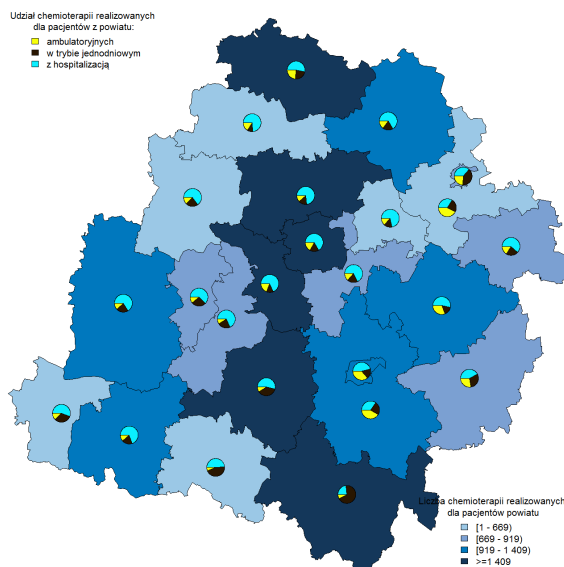 Udział chemioterapii realizowanych
dla pacjentów z powiatu:
ambulatoryjnych
w trybie jednodniowym
z hospitalizacją
Liczba chemioterapii realizowanych
dla pacjentów powiatu
[1 - 669)
[669 - 919)
[919 - 1 409)
>=1 409